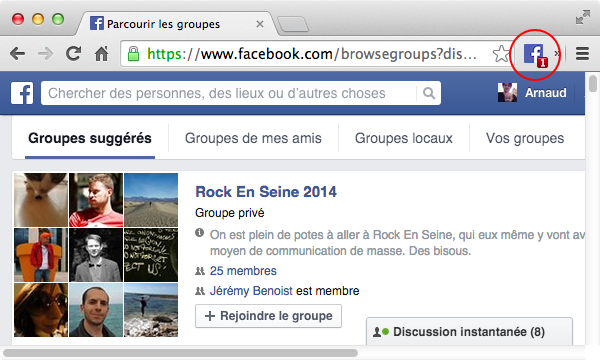 Parcourir les groupes
https://www.facebook.com/browsegroups?dis...
1
Chercher des personnes, des lieux ou d'autres choses
Arnaud
Groupes suggérés
Groupes de mes amis
Groupes locaux
Vos groupes
Rock En Seine 2014
Groupe privé
On est plein de potes à aller à Rock En Seine, qui eux même y vont av
moyen de communication de masse. Des bisous.
25 membres
Jérémy Benoist est membre
+ Rejoindre le groupe
Discussion instantanée (8)